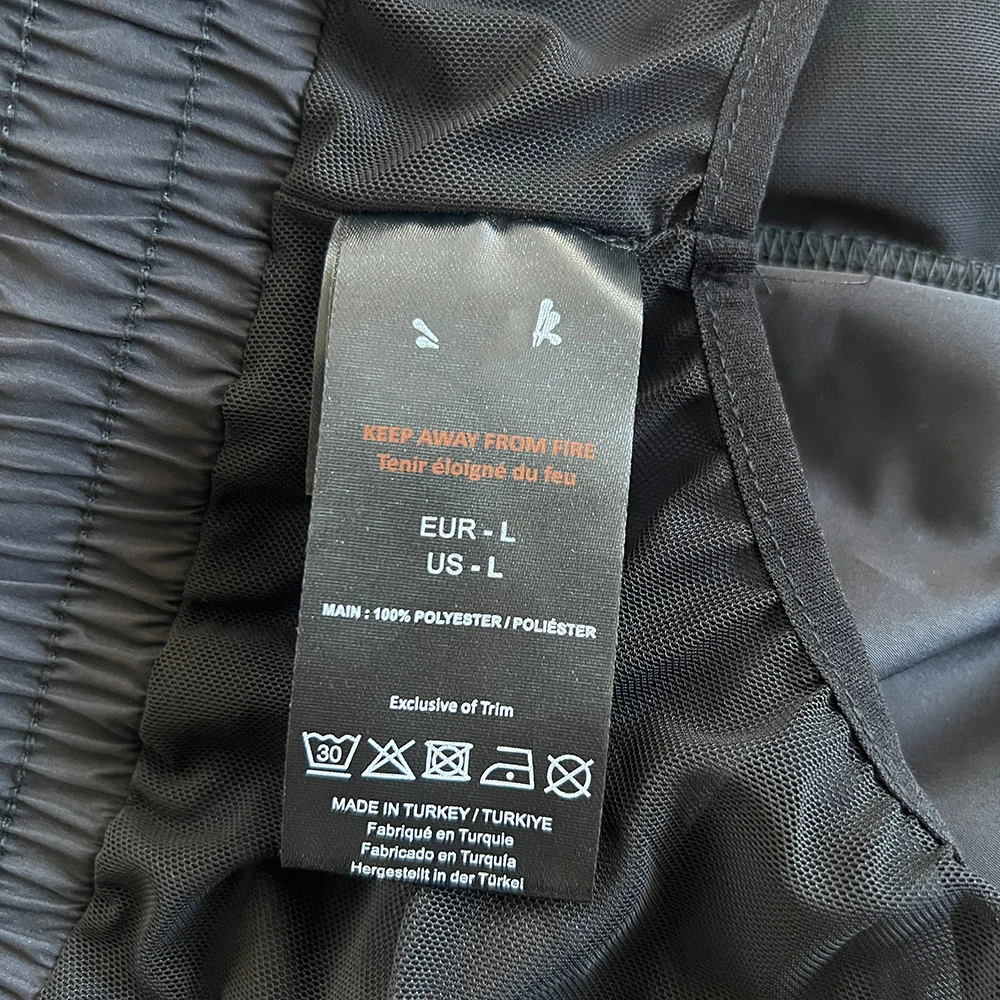 KEEP AWAY FROM FIRE
Tenir éloigné du feu
EUR - L
US - L
MAIN : 100% POLYESTER / POLIÉSTER
Exclusive of Trim
30
MADE IN TURKEY / TURKIYE
Fabriqué en Turquie
Fabricado en Turquía
Hergestellt in der Türkei